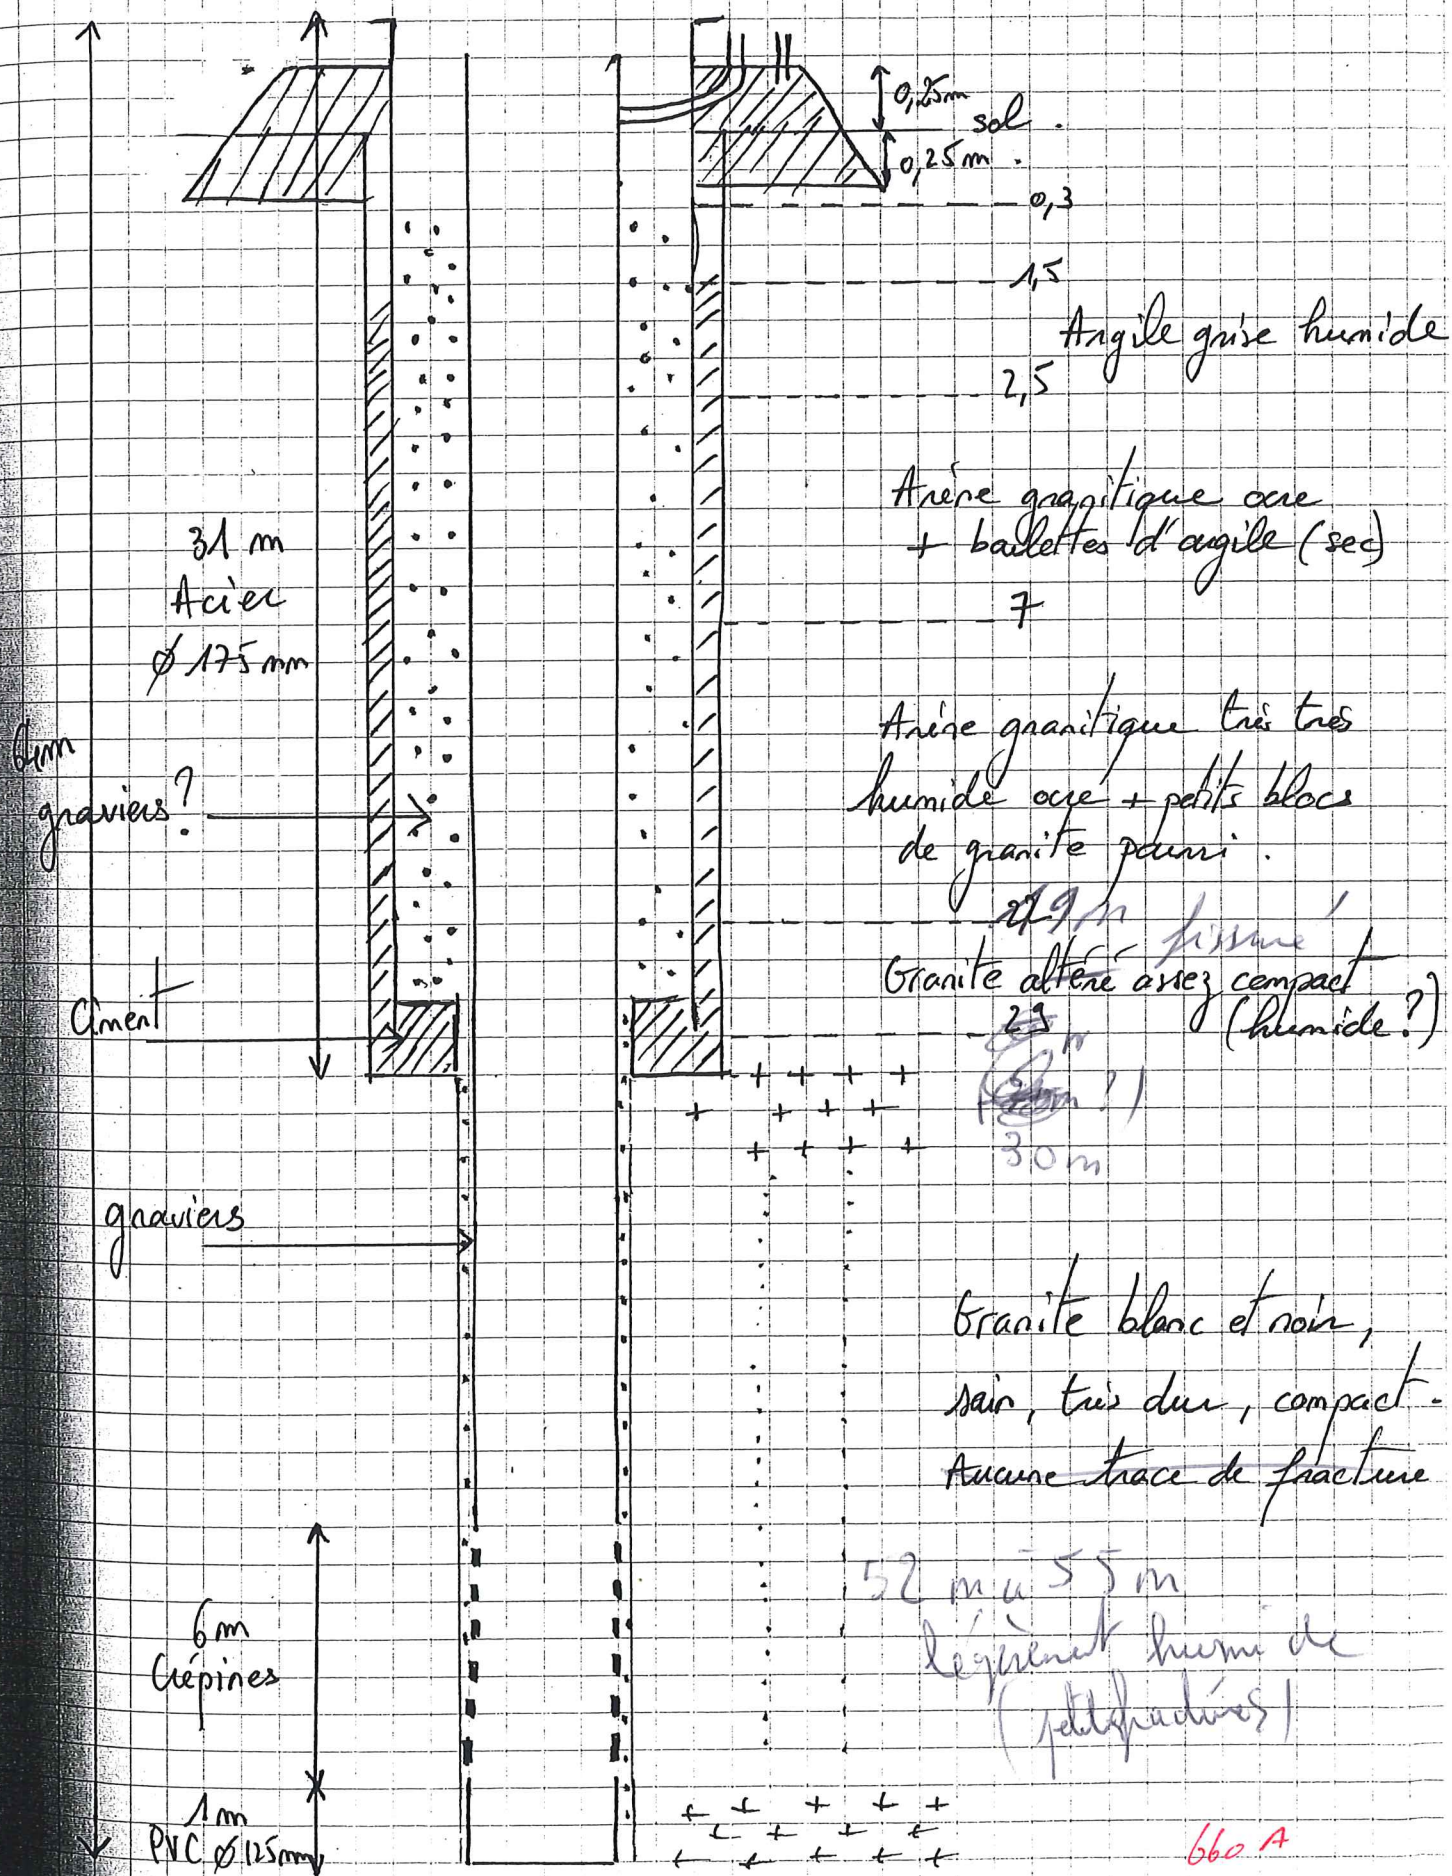 0,25m
sol.
0,25m.
0,3
1,5
Argile grise humide
2,5
Arène granitique ocre
+ boulettes d'argile (sec)
7
31 m
Acier
Ø 175 mm
Arène granitique très très
humide ocre + petits blocs
de granite pourri.
graviers?
fissuré
Granite altéré assez compact
29
(humide?)
Ciment
30m
graviers
Granite blanc et noir,
sain, très dur, compact.
Aucune trace de fracture
52 m à 55 m
légèrement humide
6m
Crépines
1m
PVC Ø 125mm
660 A